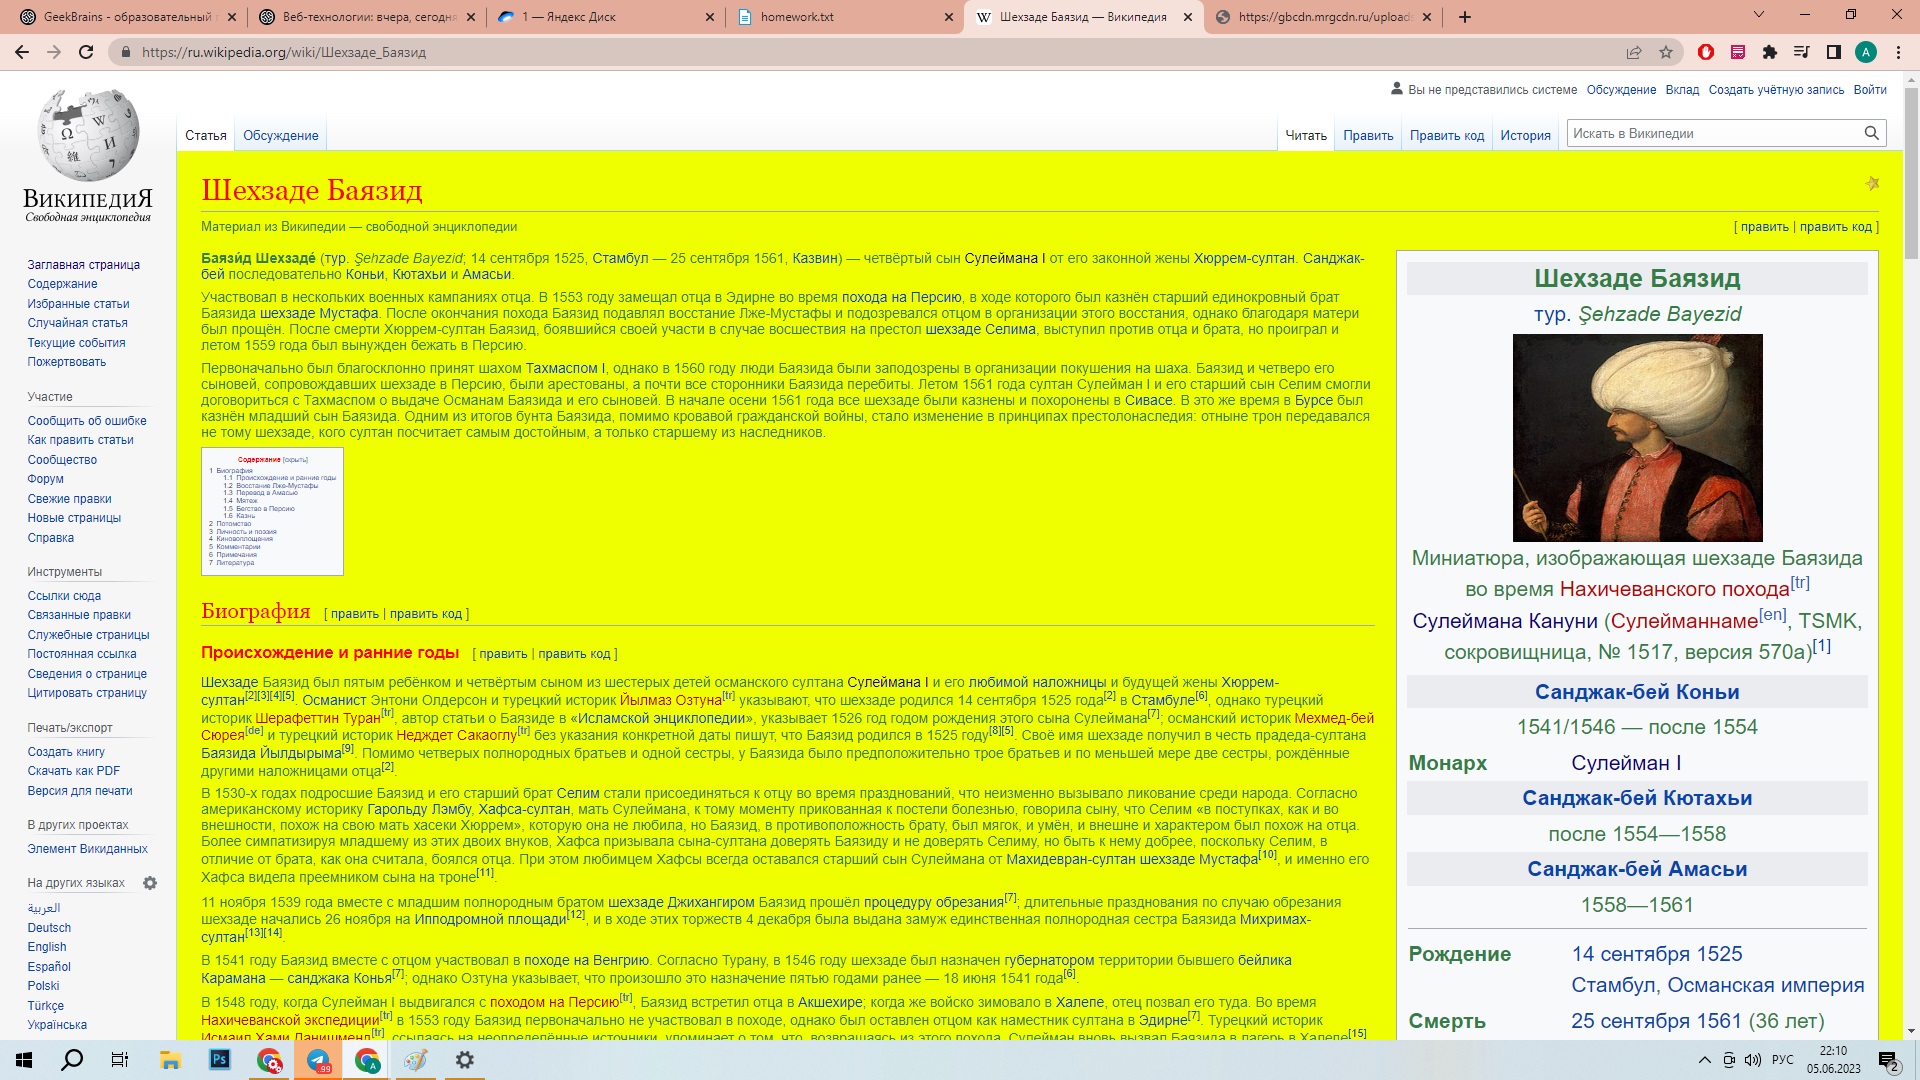 GeekBrains - образовательный
Веб-технологии: вчера, сегодня
1 — Яндекс Диск
homework.txt
Шехзаде Баязид — Википедия
https://gbcdn.mrgcdn.ru/upload
https://ru.wikipedia.org/wiki/Шехзаде_Баязид
A
Вы не представились системе Обсуждение Вклад Создать учётную запись Войти
Статья Обсуждение
Читать Править Править код История
Искать в Википедии
ВикипедиЯ
Свободная энциклопедия
Заглавная страница
Содержание
Избранные статьи
Случайная статья
Текущие события
Пожертвовать
Участие
Сообщить об ошибке
Как править статьи
Сообщество
Форум
Свежие правки
Новые страницы
Справка
Инструменты
Ссылки сюда
Связанные правки
Служебные страницы
Постоянная ссылка
Сведения о странице
Цитировать страницу
Печать/экспорт
Создать книгу
Скачать как PDF
Версия для печати
В других проектах
Элемент Викиданных
На других языках
العربية
Deutsch
English
Español
Polski
Türkçe
Українська
Шехзаде Баязид
Материал из Википедии — свободной энциклопедии
[ править | править код ]
Баязи́д Шехзаде́ (тур. Şehzade Bayezid; 14 сентября 1525, Стамбул — 25 сентября 1561, Казвин) — четвёртый сын Сулеймана I от его законной жены Хюррем-султан. Санджак-
бей последовательно Коньи, Кютахьи и Амасьи.
Участвовал в нескольких военных кампаниях отца. В 1553 году замещал отца в Эдирне во время похода на Персию, в ходе которого был казнён старший единокровный брат
Баязида шехзаде Мустафа. После окончания похода Баязид подавлял восстание Лже-Мустафы и подозревался отцом в организации этого восстания, однако благодаря матери
был прощён. После смерти Хюррем-султан Баязид, боявшийся своей участи в случае восшествия на престол шехзаде Селима, выступил против отца и брата, но проиграл и
летом 1559 года был вынужден бежать в Персию.
Первоначально был благосклонно принят шахом Тахмаспом I, однако в 1560 году люди Баязида были заподозрены в организации покушения на шаха. Баязид и четверо его
сыновей, сопровождавших шехзаде в Персию, были арестованы, а почти все сторонники Баязида перебиты. Летом 1561 года султан Сулейман I и его старший сын Селим смогли
договориться с Тахмаспом о выдаче Османам Баязида и его сыновей. В начале осени 1561 года все шехзаде были казнены и похоронены в Сивасе. В это же время в Бурсе был
казнён младший сын Баязида. Одним из итогов бунта Баязида, помимо кровавой гражданской войны, стало изменение в принципах престолонаследия: отныне трон передавался
не тому шехзаде, кого султан посчитает самым достойным, а только старшему из наследников.
Содержание [скрыть]
1 Биография
1.1 Происхождение и ранние годы
1.2 Восстание Лже-Мустафы
1.3 Перевод в Амасью
1.4 Мятеж
1.5 Бегство в Персию
1.6 Казнь
2 Потомство
3 Личность и поэзия
4 Киновоплощения
5 Комментарии
6 Примечания
7 Литература
Биография [ править | править код ]
Происхождение и ранние годы [ править | править код ]
Шехзаде Баязид был пятым ребёнком и четвёртым сыном из шестерых детей османского султана Сулеймана I и его любимой наложницы и будущей жены Хюррем-
султан[2][3][4][5]. Османист Энтони Олдерсон и турецкий историк Йылмаз Озтуна[tr] указывают, что шехзаде родился 14 сентября 1525 года[2] в Стамбуле[6], однако турецкий
историк Шерафеттин Туран[tr], автор статьи о Баязиде в «Исламской энциклопедии», указывает 1526 год годом рождения этого сына Сулеймана[7]; османский историк Мехмед-бей
Сюрея[de] и турецкий историк Недждет Сакаоглу[tr] без указания конкретной даты пишут, что Баязид родился в 1525 году[8][5]. Своё имя шехзаде получил в честь прадеда-султана
Баязида Йылдырыма[9]. Помимо четверых полнородных братьев и одной сестры, у Баязида было предположительно трое братьев и по меньшей мере две сестры, рождённые
другими наложницами отца[2].
В 1530-х годах подросшие Баязид и его старший брат Селим стали присоединяться к отцу во время празднований, что неизменно вызывало ликование среди народа. Согласно
американскому историку Гарольду Лэмбу, Хафса-султан, мать Сулеймана, к тому моменту прикованная к постели болезнью, говорила сыну, что Селим «в поступках, как и во
внешности, похож на свою мать хасеки Хюррем», которую она не любила, но Баязид, в противоположность брату, был мягок, и умён, и внешне и характером был похож на отца.
Более симпатизируя младшему из этих двоих внуков, Хафса призывала сына-султана доверять Баязиду и не доверять Селиму, но быть к нему добрее, поскольку Селим, в
отличие от брата, как она считала, боялся отца. При этом любимцем Хафсы всегда оставался старший сын Сулеймана от Махидевран-султан шехзаде Мустафа[10], и именно его
Хафса видела преемником сына на троне[11].
11 ноября 1539 года вместе с младшим полнородным братом шехзаде Джихангиром Баязид прошёл процедуру обрезания[7]; длительные празднования по случаю обрезания
шехзаде начались 26 ноября на Ипподромной площади[12], и в ходе этих торжеств 4 декабря была выдана замуж единственная полнородная сестра Баязида Михримах-
султан[13][14].
В 1541 году Баязид вместе с отцом участвовал в походе на Венгрию. Согласно Турану, в 1546 году шехзаде был назначен губернатором территории бывшего бейлика
Карамана — санджака Конья[7]; однако Озтуна указывает, что произошло это назначение пятью годами ранее — 18 июня 1541 года[6].
В 1548 году, когда Сулейман I выдвигался с походом на Персию[tr], Баязид встретил отца в Акшехире; когда же войско зимовало в Халепе, отец позвал его туда. Во время
Нахичеванской экспедиции[tr] в 1553 году Баязид первоначально не участвовал в походе, однако был оставлен отцом как наместник султана в Эдирне[7]. Турецкий историк
Исмаил Хами Данишменд[tr], ссылаясь на неопределённые источники, упоминает о том, что, возвращаясь из этого похода, Сулейман вновь вызвал Баязида в лагерь в Халепе[15]
Шехзаде Баязид
тур. Şehzade Bayezid
Миниатюра, изображающая шехзаде Баязида
во время Нахичеванского похода[tr]
Сулеймана Кануни (Сулейманнаме[en], TSMK,
сокровищница, № 1517, версия 570a)[1]
Санджак-бей Коньи
1541/1546 — после 1554
Монарх Сулейман I
Санджак-бей Кютахьи
после 1554—1558
Санджак-бей Амасьи
1558—1561
Рождение 14 сентября 1525
Стамбул, Османская империя
Смерть 25 сентября 1561 (36 лет)
Ps
.99
A
РУС
22:10
05.06.2023
2